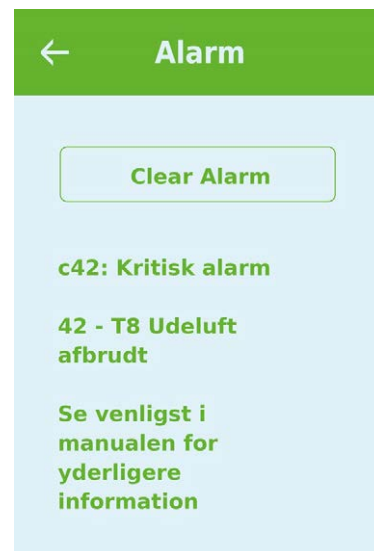 Alarm
Clear Alarm
c42: Kritisk alarm
42 - T8 Udeluft
afbrudt
Se venligst i
manualen for
yderligere
information